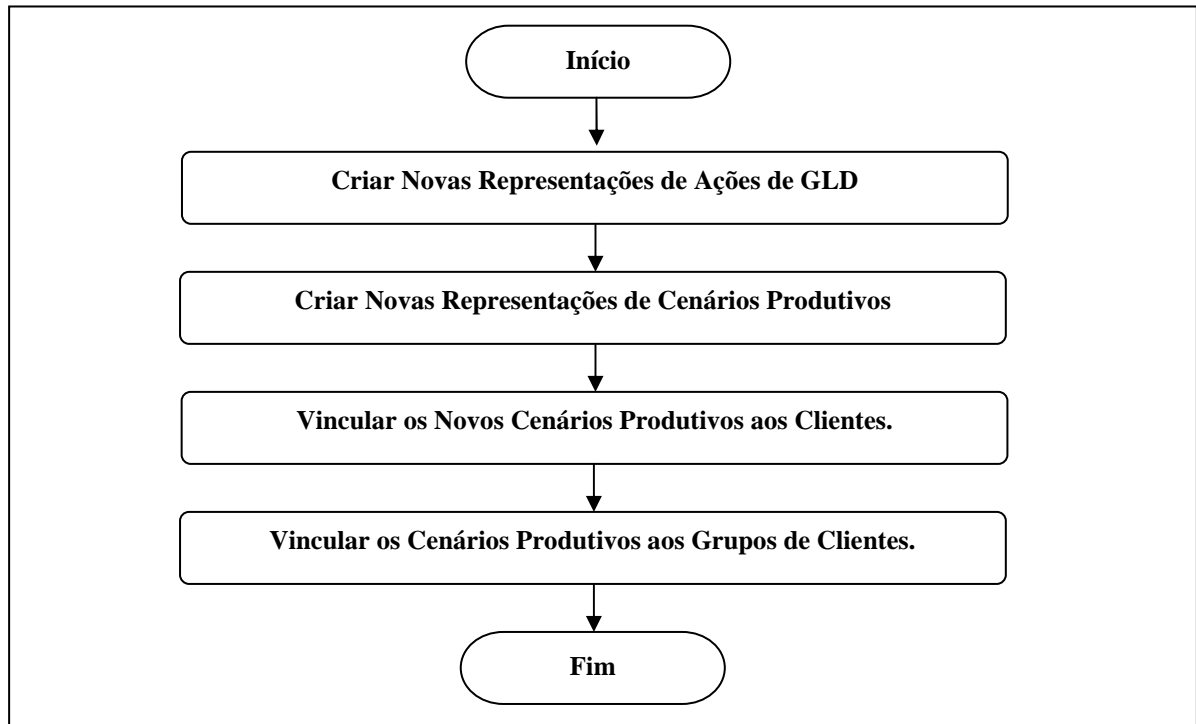 Início
Criar Novas Representações de Ações de GLD
Criar Novas Representações de Cenários Produtivos
Vincular os Novos Cenários Produtivos aos Clientes.
Vincular os Cenários Produtivos aos Grupos de Clientes.
Fim